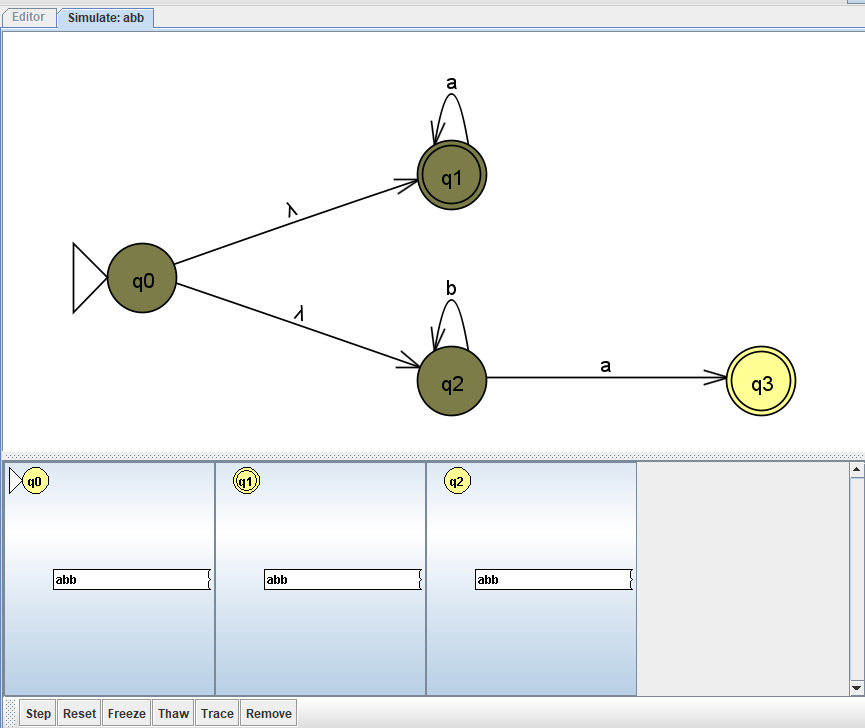 Editor Simulate: abb
a
q1
λ
q0
λ
b
a
q2
q3
q0 q1 q2
abb abb abb
Step Reset Freeze Thaw Trace Remove